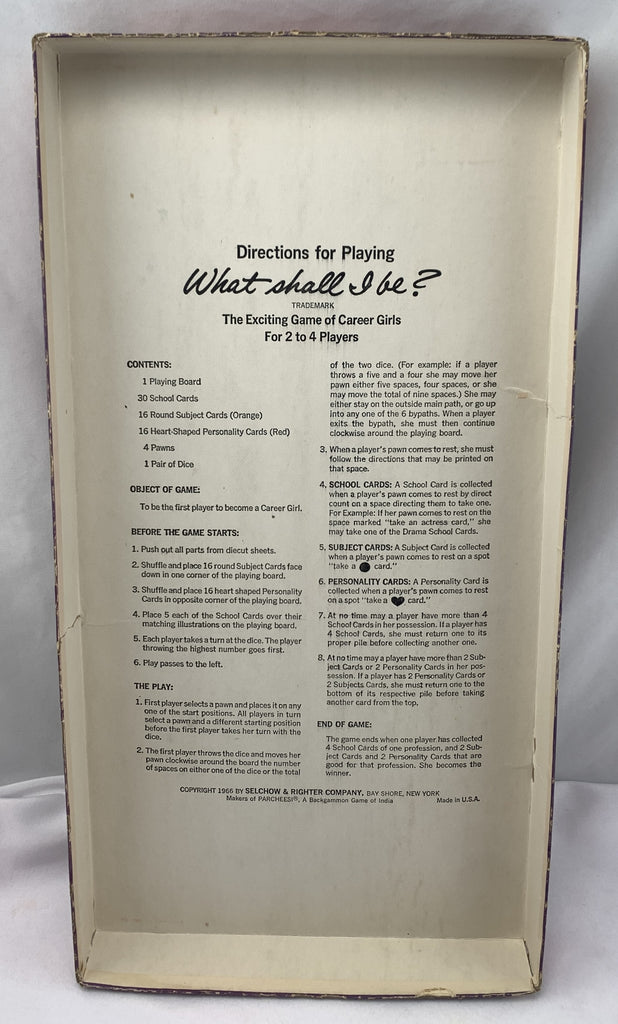 Directions for Playing
What shall I be?
TRADEMARK
The Exciting Game of Career Girls
For 2 to 4 Players
CONTENTS:
1 Playing Board
30 School Cards
16 Round Subject Cards (Orange)
16 Heart-Shaped Personality Cards (Red)
4 Pawns
1 Pair of Dice
OBJECT OF GAME:
To be the first player to become a Career Girl.
BEFORE THE GAME STARTS:
1. Push out all parts from diecut sheets.
2. Shuffle and place 16 round Subject Cards face
down in one corner of the playing board.
3. Shuffle and place 16 heart shaped Personality
Cards in opposite corner of the playing board.
4. Place 5 each of the School Cards over their
matching illustrations on the playing board.
5. Each player takes a turn at the dice. The player
throwing the highest number goes first.
6. Play passes to the left.
THE PLAY:
1. First player selects a pawn and places it on any
one of the start positions. All players in turn
select a pawn and a different starting position
before the first player takes her turn with the
dice.
2. The first player throws the dice and moves her
pawn clockwise around the board the number
of spaces on either one of the dice or the total
of the two dice. (For example: if a player
throws a five and a four she may move her
pawn either five spaces, four spaces, or she
may move the total of nine spaces.) She may
either stay on the outside main path, or go up
into any one of the 6 bypaths. When a player
exits the bypath, she must then continue
clockwise around the playing board.
3. When a player's pawn comes to rest, she must
follow the directions that may be printed on
that space.
4. SCHOOL CARDS: A School Card is collected
when a player's pawn comes to rest by direct
count on a space directing them to take one.
For Example: If her pawn comes to rest on the
space marked "take an actress card," she
may take one of the Drama School Cards.
5. SUBJECT CARDS: A Subject Card is collected
when a player's pawn comes to rest on a spot
"take a ● card."
6. PERSONALITY CARDS: A Personality Card is
collected when a player's pawn comes to rest
on a spot "take a ♥ card."
7. At no time may a player have more than 4
School Cards in her possession. If a player has
4 School Cards, she must return one to its
proper pile before collecting another one.
8. At no time may a player have more than 2 Sub-
ject Cards or 2 Personality Cards in her pos-
session. If a player has 2 Personality Cards or
2 Subjects Cards, she must return one to the
bottom of its respective pile before taking
another card from the top.
END OF GAME:
The game ends when one player has collected
4 School Cards of one profession, and 2 Sub-
ject Cards and 2 Personality Cards that are
good for that profession. She becomes the
winner.
COPYRIGHT 1966 BY SELCHOW & RIGHTER COMPANY, BAY SHORE, NEW YORK
Makers of PARCHEESI®, A Backgammon Game of India Made in U.S.A.